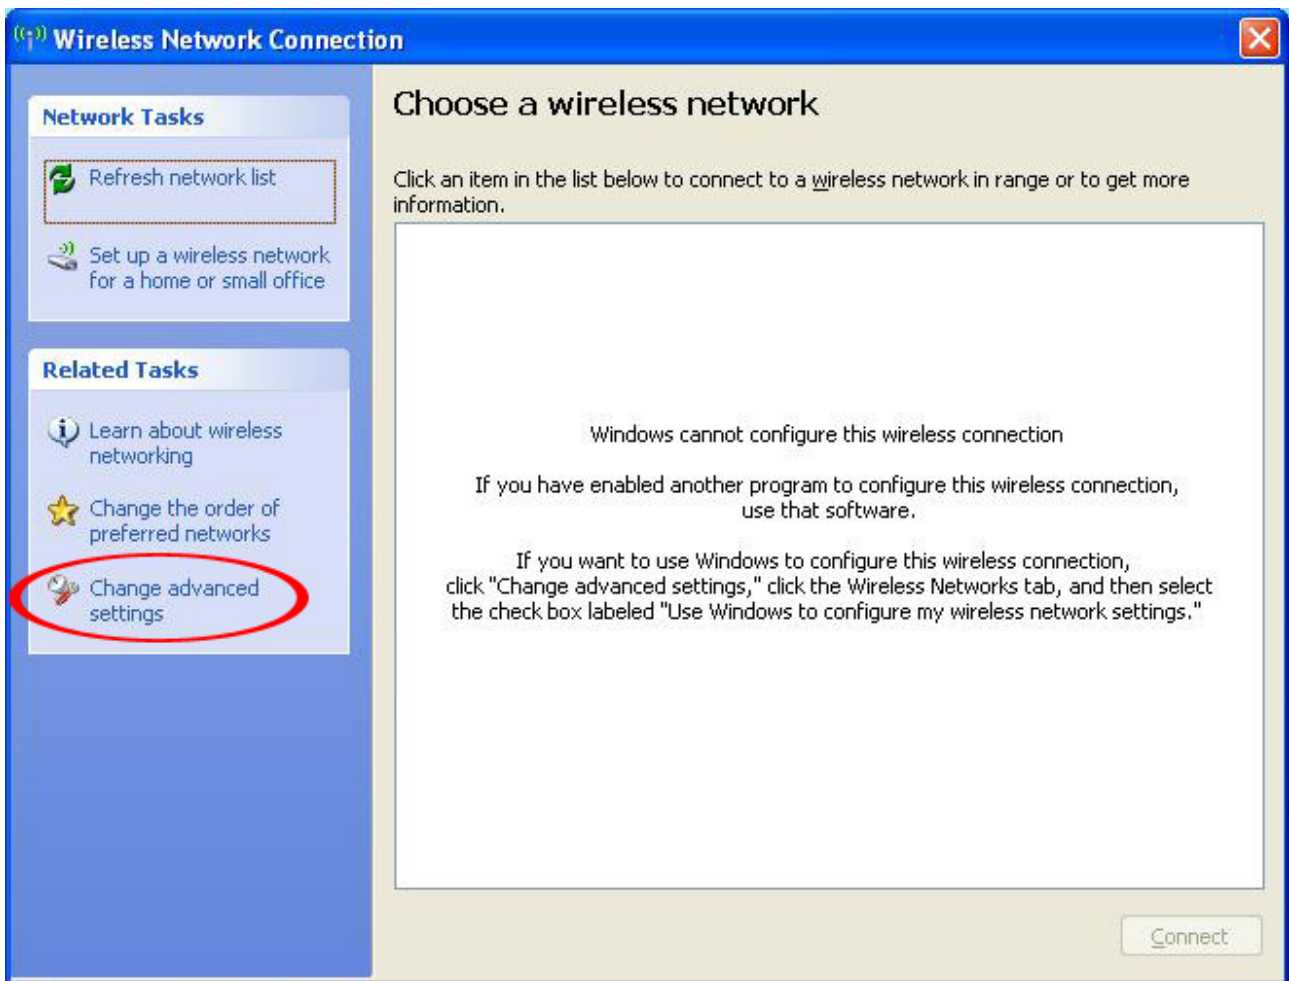 Wireless Network Connection
Network Tasks
Refresh network list
Set up a wireless network
for a home or small office
Related Tasks
Learn about wireless
networking
Change the order of
preferred networks
Change advanced
settings
Choose a wireless network
Click an item in the list below to connect to a wireless network in range or to get more
information.
Windows cannot configure this wireless connection
If you have enabled another program to configure this wireless connection,
use that software.
If you want to use Windows to configure this wireless connection,
click "Change advanced settings," click the Wireless Networks tab, and then select
the check box labeled "Use Windows to configure my wireless network settings."
Connect